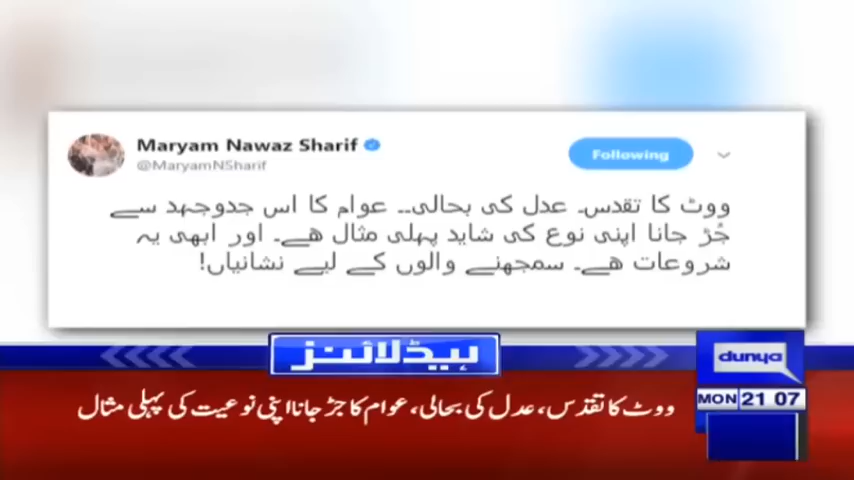 Maryam Nawaz Sharif
@MaryamNSharif
Following
ووٹ کا تقدس۔ عدل کی بحالی۔۔ عوام کا اس جدوجہد سے
جُڑ جانا اپنی نوع کی شاید پہلی مثال ھے۔ اور ابھی یہ
شروعات ھے۔ سمجھنے والوں کے لیے نشانیاں!
ہیڈلائنز
dunya
MON 21 07
ووٹ کا تقدّس، عدل کی بحالی، عوام کا جڑ جانا اپنی نوعیت کی پہلی مثال